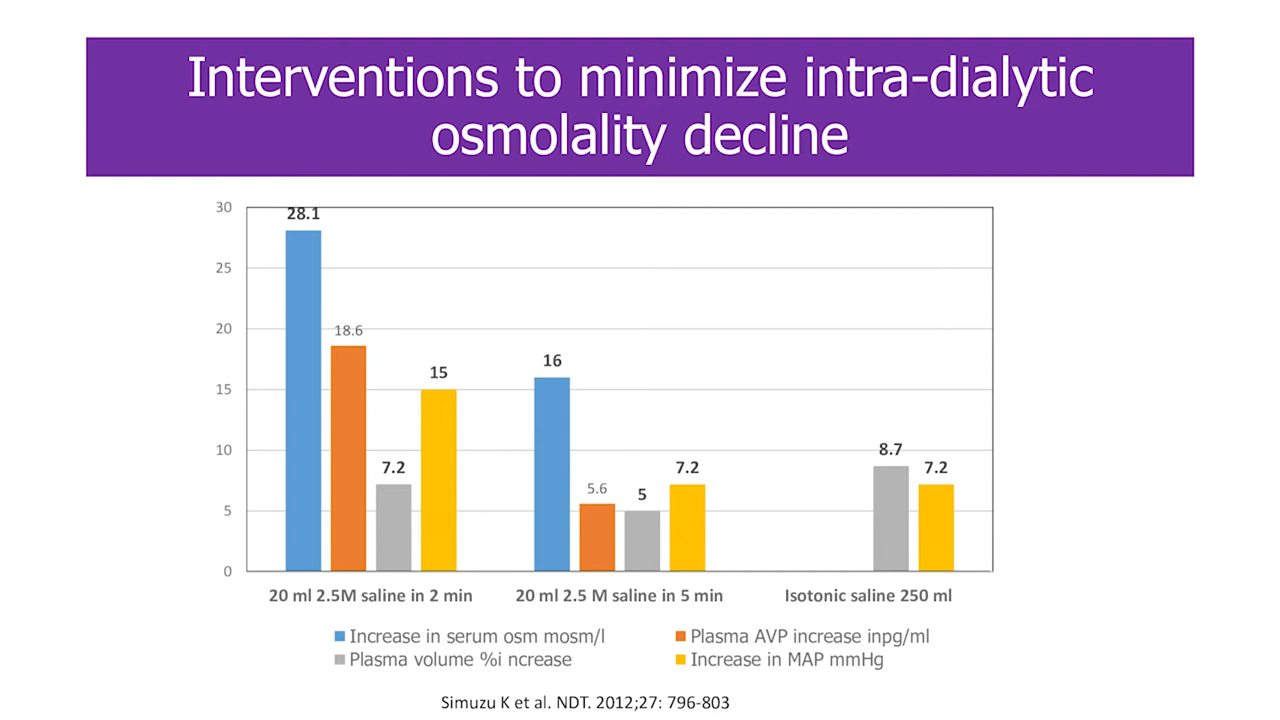 Interventions to minimize intra-dialytic
osmolality decline
30
25
20
15
10
5
0
28.1
18.6
7.2
15
16
5.6
5
7.2
8.7
7.2
20 ml 2.5M saline in 2 min
20 ml 2.5 M saline in 5 min
Isotonic saline 250 ml
Increase in serum osm mosm/l
Plasma AVP increase inpg/ml
Plasma volume %i ncrease
Increase in MAP mmHg
Simuzu K et al. NDT. 2012;27: 796-803